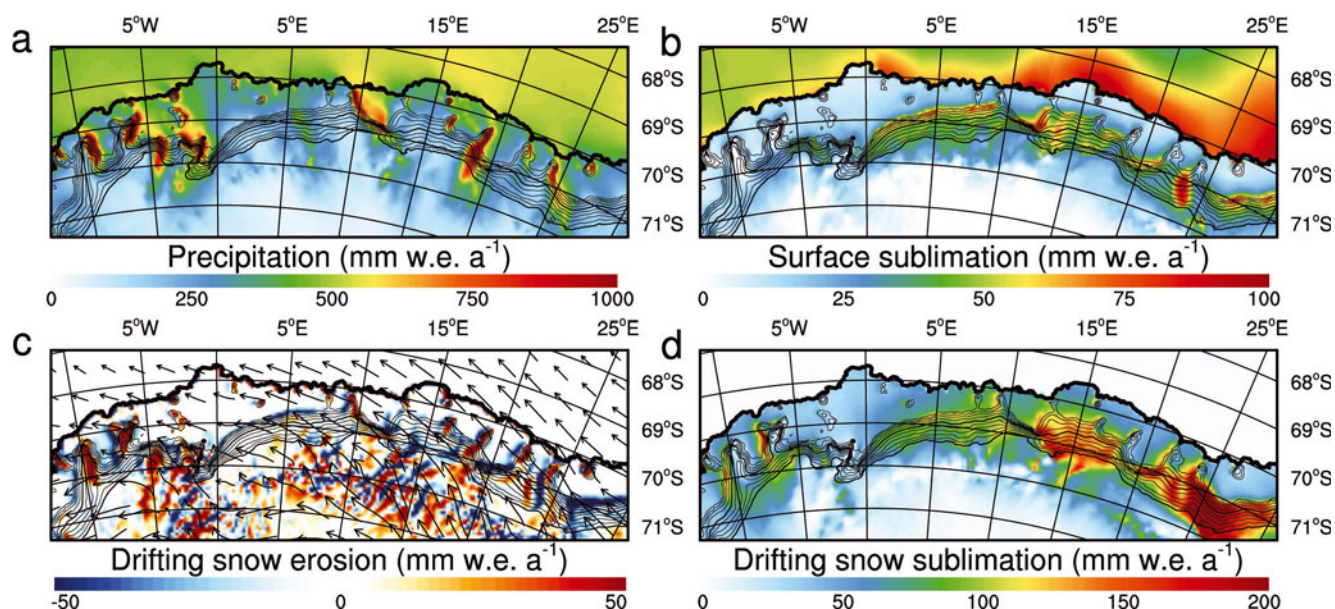 5°W 5°E 15°E 25°E
a
68°S
69°S
70°S
71°S
Precipitation (mm w.e. a⁻¹)
0 250 500 750 1000
5°W 5°E 15°E 25°E
b
68°S
69°S
70°S
71°S
Surface sublimation (mm w.e. a⁻¹)
0 25 50 75 100
5°W 5°E 15°E 25°E
c
68°S
69°S
70°S
71°S
Drifting snow erosion (mm w.e. a⁻¹)
-50 0 50
5°W 5°E 15°E 25°E
d
68°S
69°S
70°S
71°S
Drifting snow sublimation (mm w.e. a⁻¹)
0 50 100 150 200